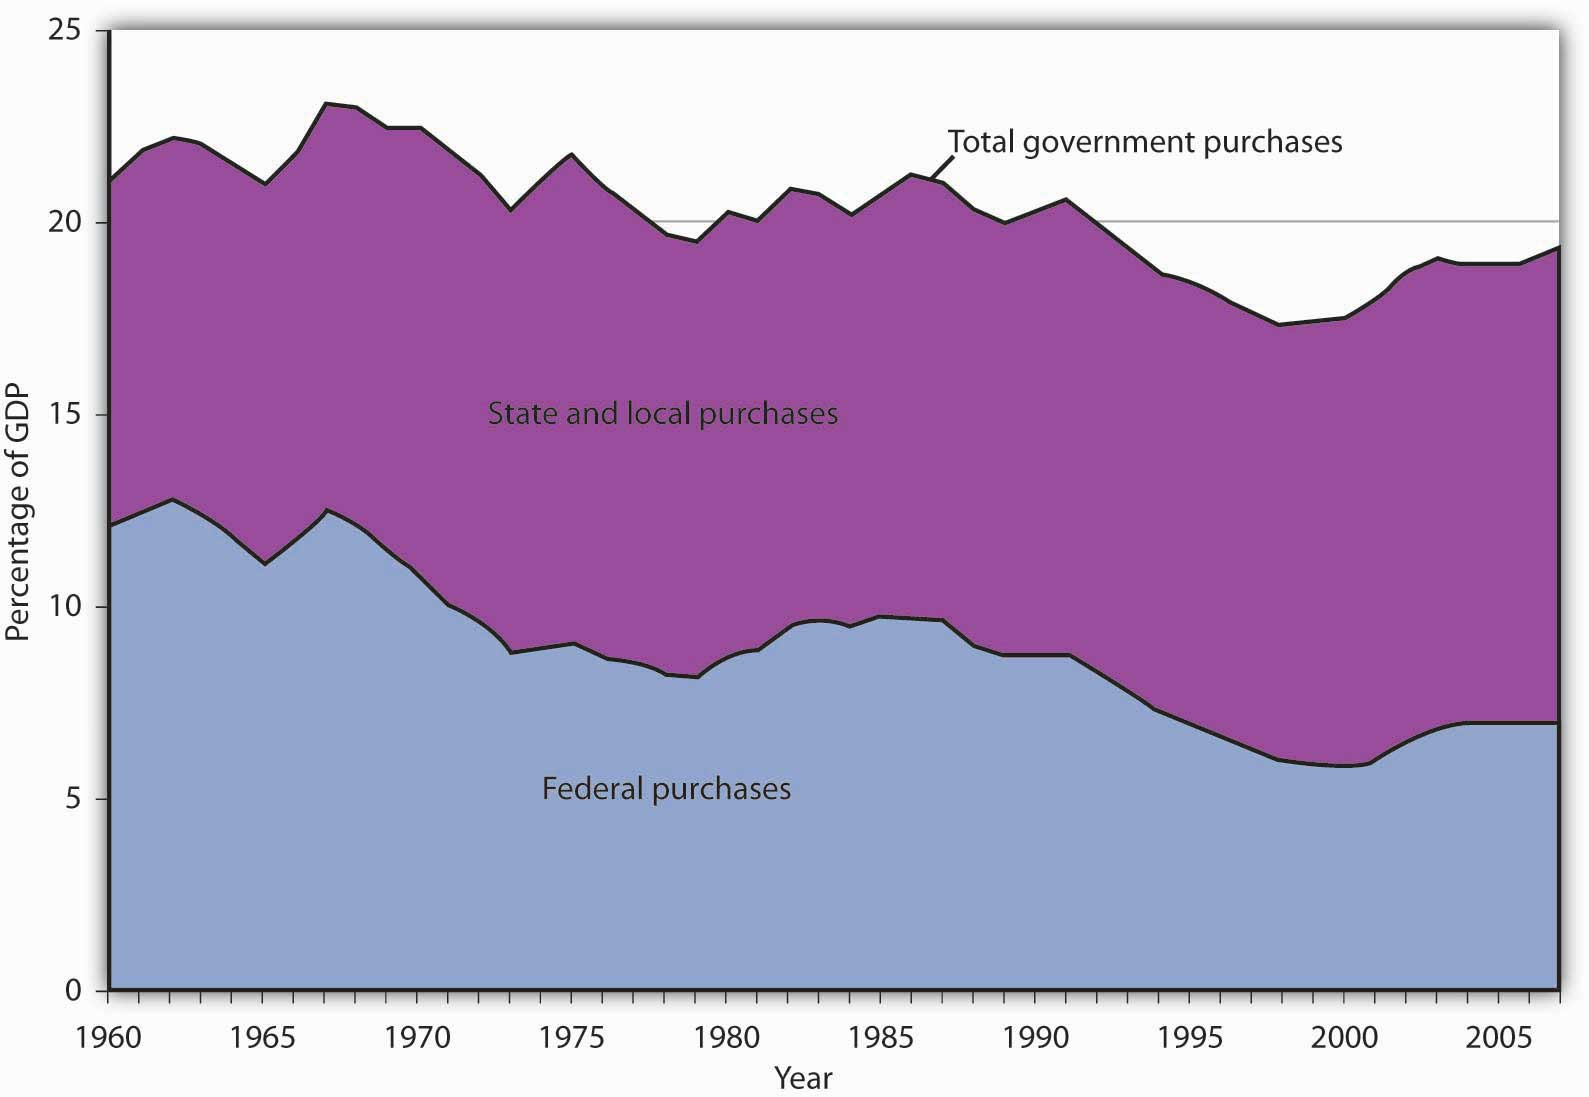 25
Total government purchases
20
State and local purchases
15
Percentage of GDP
10
Federal purchases
5
0
1960 1965 1970 1975 1980 1985 1990 1995 2000 2005
Year